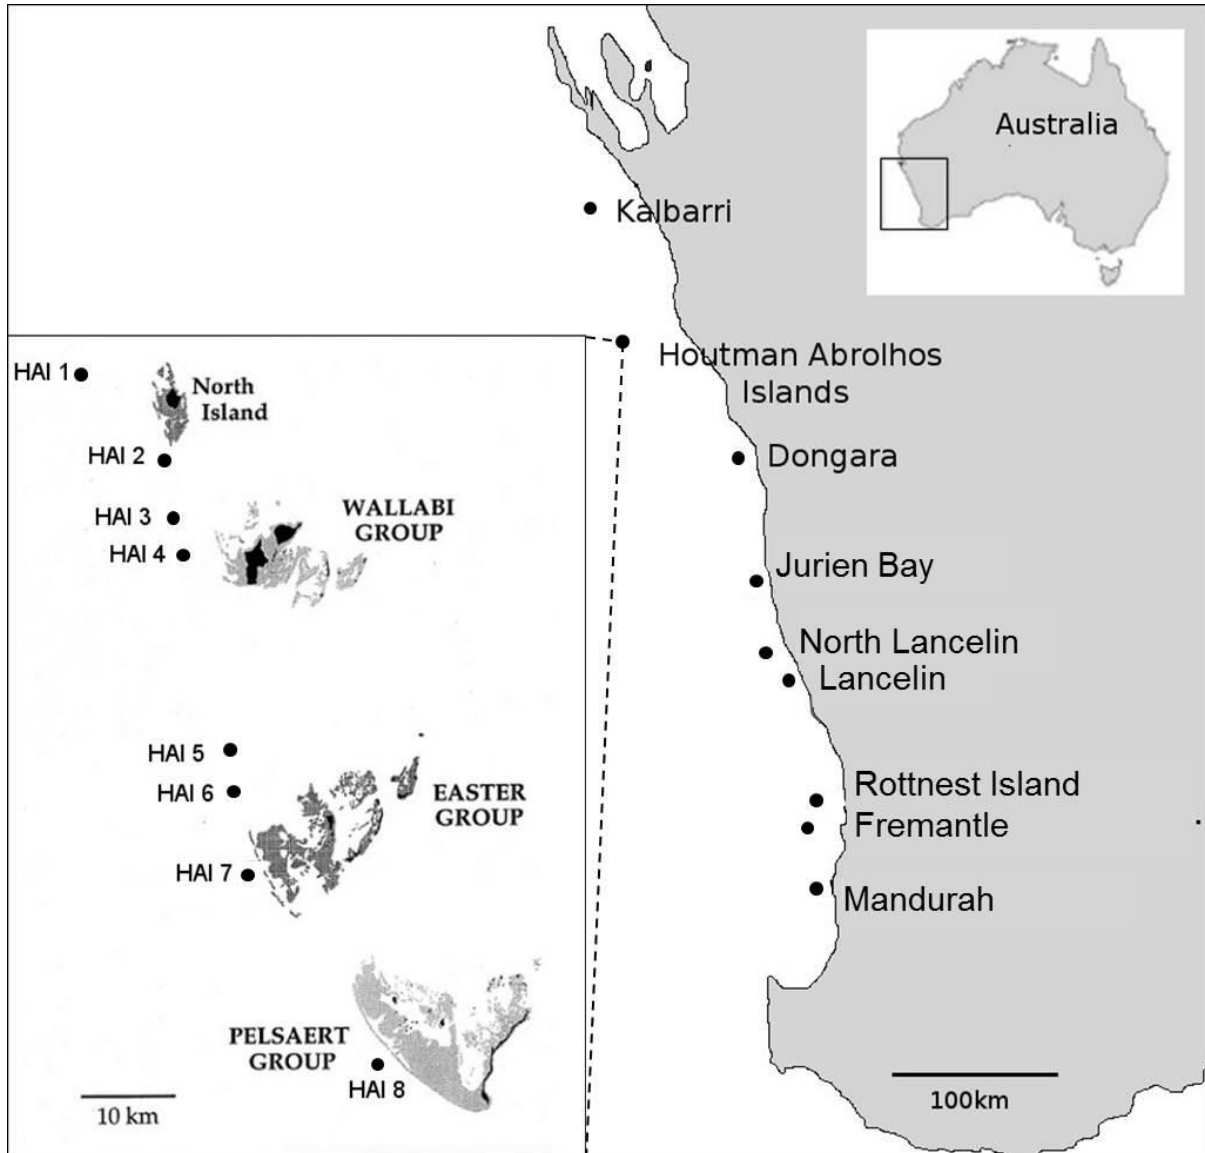 Australia
Kalbarri
Houtman Abrolhos
Islands
Dongara
Jurien Bay
North Lancelin
Lancelin
Rottnest Island
Fremantle
Mandurah
100km
HAI 1
North
Island
HAI 2
HAI 3
WALLABI
GROUP
HAI 4
HAI 5
HAI 6
EASTER
GROUP
HAI 7
PELSAERT
GROUP
HAI 8
10 km